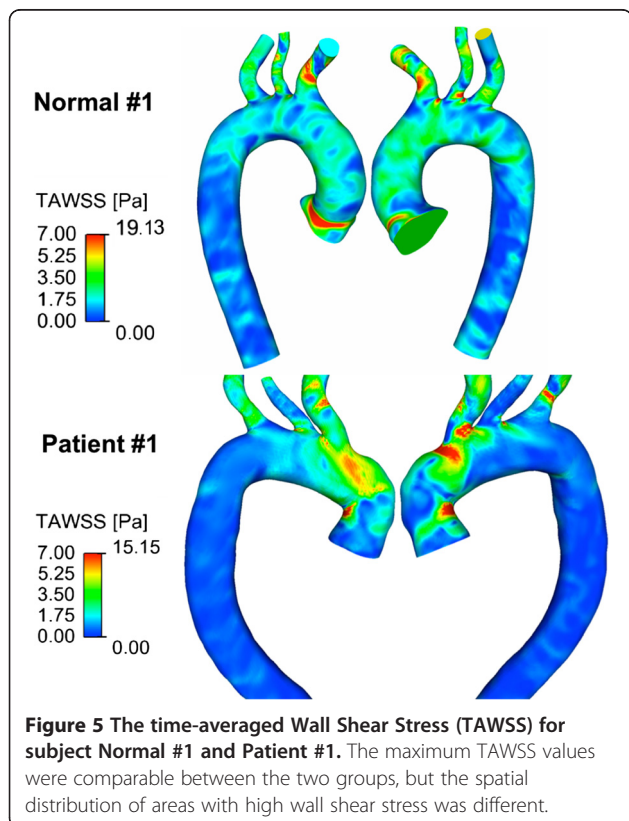 Normal #1
TAWSS [Pa]
7.00 19.13
5.25
3.50
1.75
0.00 0.00
Patient #1
TAWSS [Pa]
7.00 15.15
5.25
3.50
1.75
0.00 0.00
Figure 5 The time-averaged Wall Shear Stress (TAWSS) for
subject Normal #1 and Patient #1. The maximum TAWSS values
were comparable between the two groups, but the spatial
distribution of areas with high wall shear stress was different.